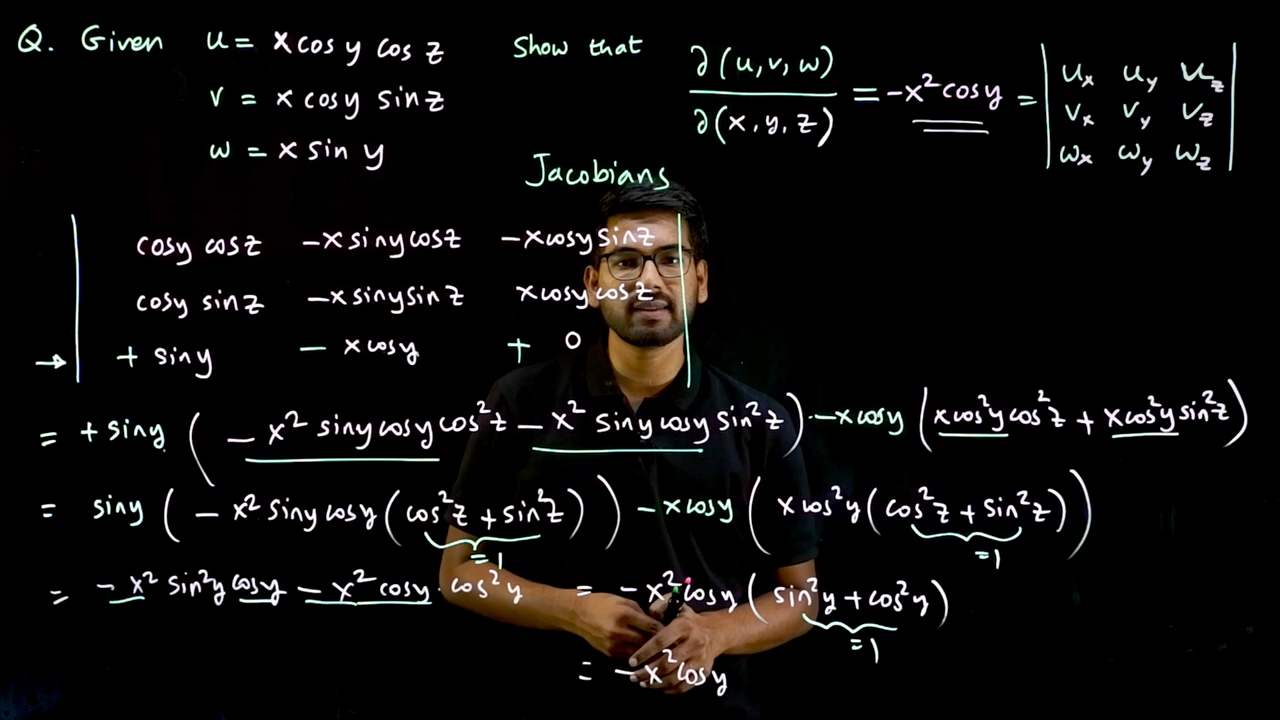 Q. Given u = x cos y cos z Show that ∂(u, v, w) / ∂(x, y, z) = -x² cos y = | u_x u_y u_z |
v = x cos y sin z | v_x v_y v_z |
w = x sin y | w_x w_y w_z |
Jacobians
| cos y cos z -x sin y cos z -x cos y sin z |
| cos y sin z -x sin y sin z x cos y cos z |
→ | + sin y - x cos y + 0 |
= + sin y ( - x² sin y cos y cos² z - x² sin y cos y sin² z ) - x cos y ( x cos² y cos² z + x cos² y sin² z )
= sin y ( - x² sin y cos y ( cos² z + sin² z ) ) - x cos y ( x cos² y ( cos² z + sin² z ) )
= 1 = 1
= - x² sin² y cos y - x² cos y · cos² y = - x² cos y ( sin² y + cos² y )
= 1
= - x² cos y